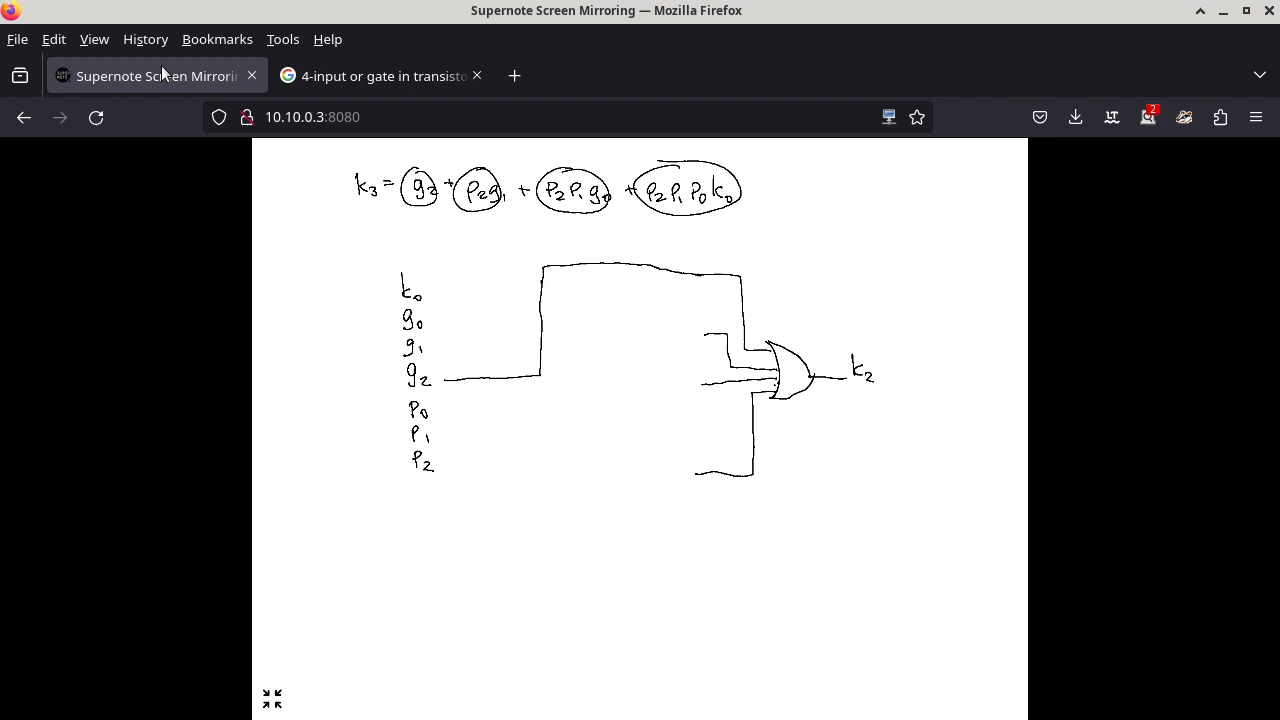 Supernote Screen Mirroring — Mozilla Firefox
File Edit View History Bookmarks Tools Help
Supernote Screen Mirrorin 4-input or gate in transisto
10.10.0.3:8080 2
k₃ = g₂ + p₂g₁ + p₂p₁g₀ + p₂p₁p₀k₀
k₀
g₀
g₁
g₂
k₂
p₀
p₁
p₂